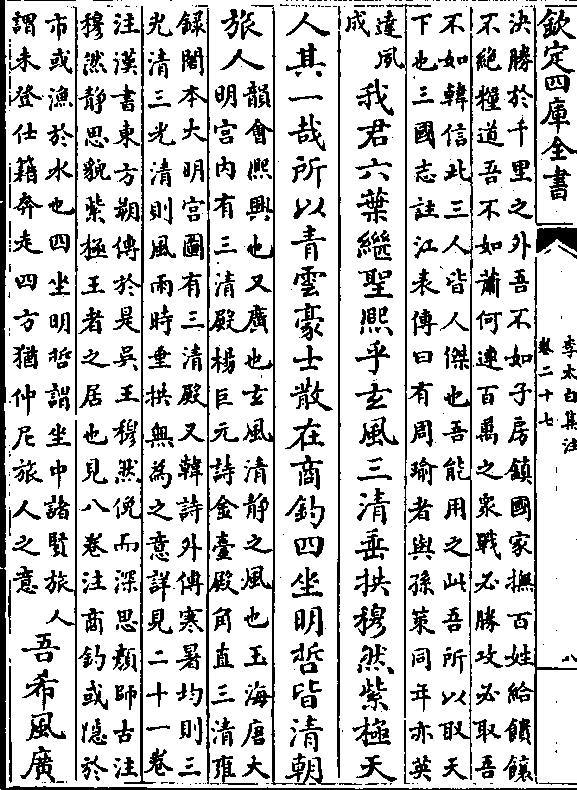 欽定四庫全書
李太白集注
卷二十七
八
決勝於千里之外吾不如子房鎮國家撫百姓給餽饟
不絕糧道吾不如蕭何連百萬之衆戰必勝攻必取吾
不如韓信此三人皆人傑也吾能用之此吾所以取天
下也三國志註江表傳曰有周瑜者與孫策同年亦英
達夙
成
我君六葉繼聖熙乎玄風三清垂拱穆然紫極天
人其一哉所以青雲豪士散在商釣四坐明哲皆清朝
旅人
韻會熙興也又廣也玄風清静之風也玉海唐大
明宮内有三清殿楊巨元詩金臺殿角直三清雍
録閣本大明宮圖有三清殿又韓詩外傳寒暑均則三
光清三光清則風雨時垂拱無為之意詳見二十一卷
注漢書東方朔傳於是吳王穆然俛而深思顔師古注
穆然静思貌紫極王者之居也見八卷注商釣或隱於
市或漁於水也四坐明哲謂坐中諸賢旅人
謂未登仕籍奔走四方猶仲尼旅人之意
吾希風廣